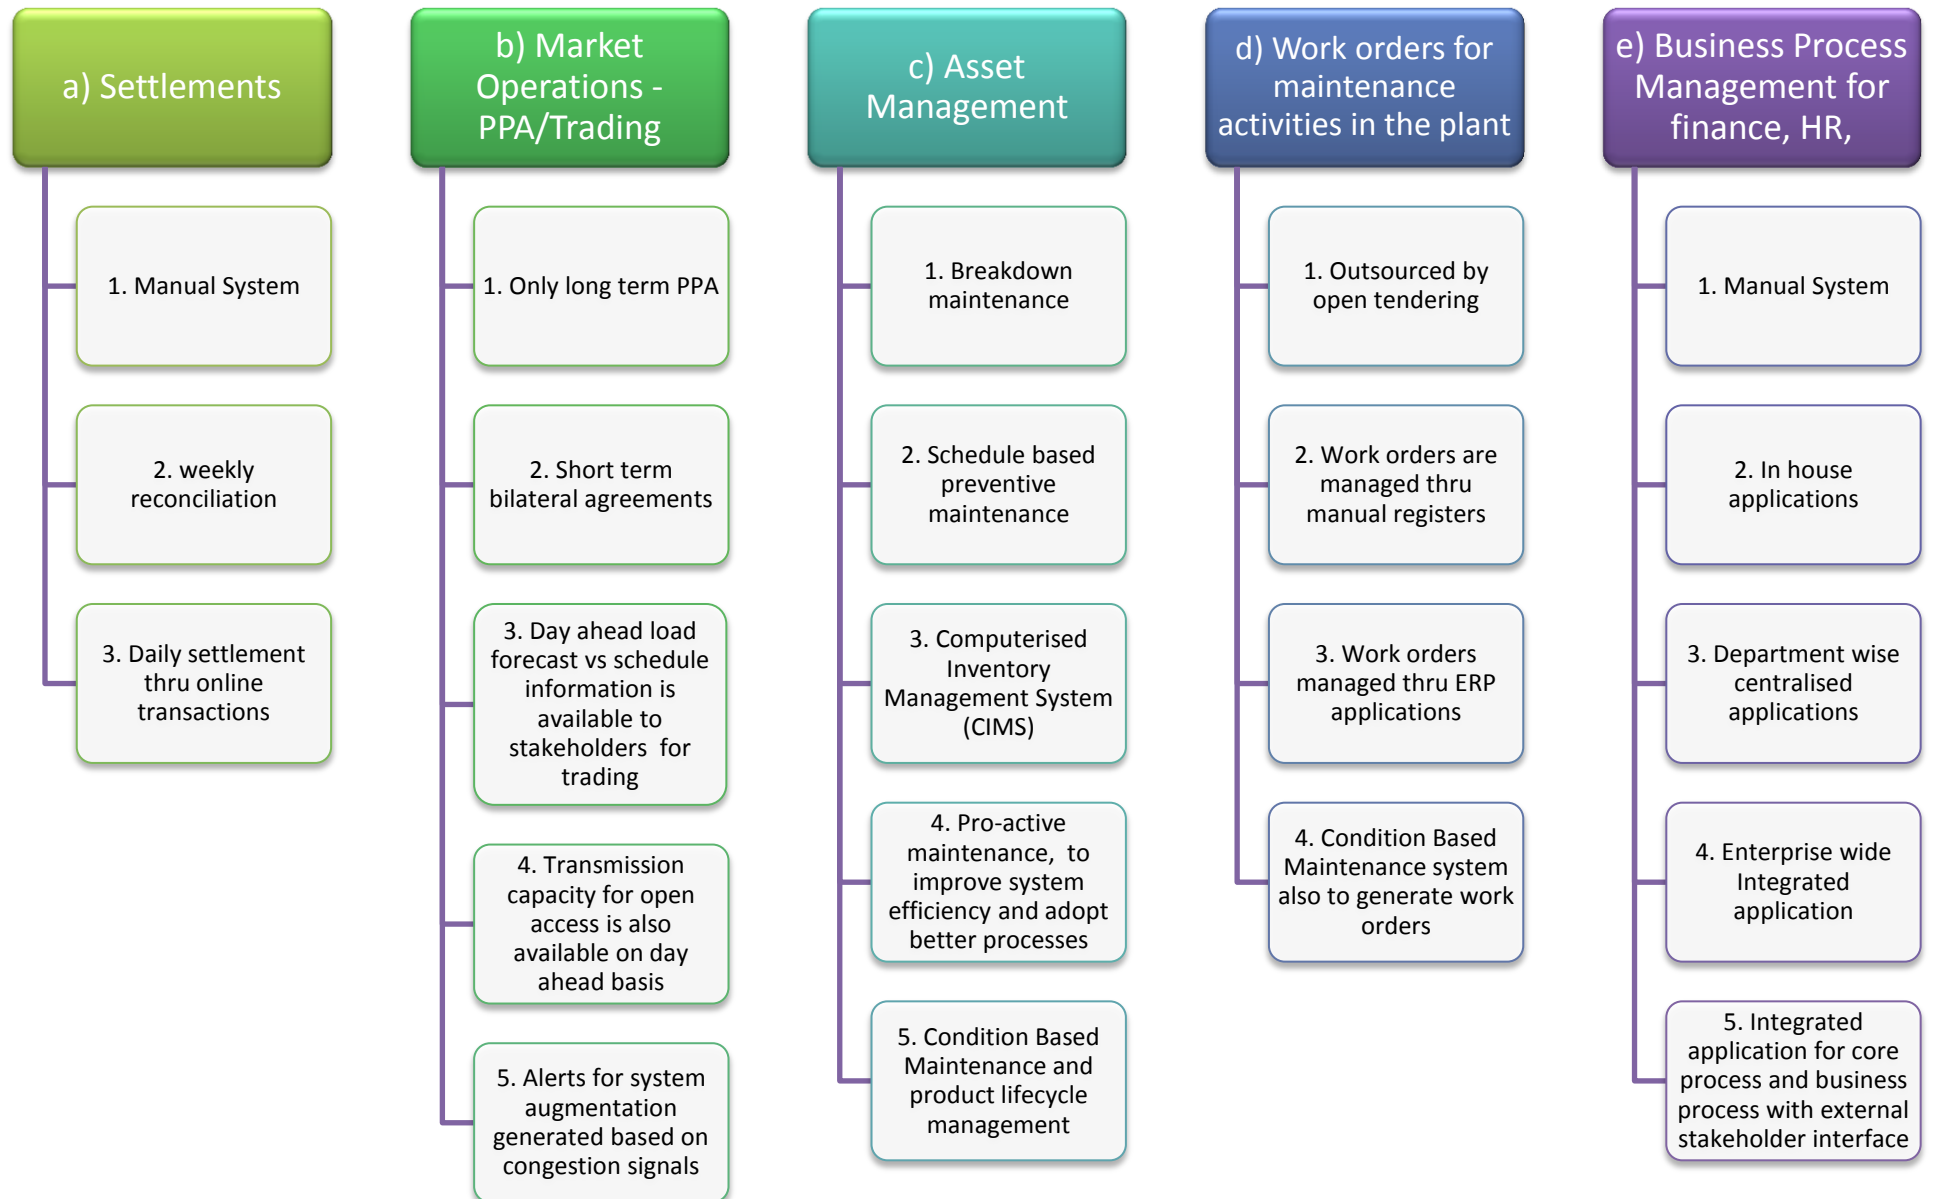 a) Settlements
1. Manual System
2. weekly
reconciliation
3. Daily settlement
thru online
transactions
b) Market
Operations -
PPA/Trading
1. Only long term PPA
2. Short term
bilateral agreements
3. Day ahead load
forecast vs schedule
information is
available to
stakeholders for
trading
4. Transmission
capacity for open
access is also
available on day
ahead basis
5. Alerts for system
augmentation
generated based on
congestion signals
c) Asset
Management
1. Breakdown
maintenance
2. Schedule based
preventive
maintenance
3. Computerised
Inventory
Management System
(CIMS)
4. Pro-active
maintenance, to
improve system
efficiency and adopt
better processes
5. Condition Based
Maintenance and
product lifecycle
management
d) Work orders for
maintenance
activities in the plant
1. Outsourced by
open tendering
2. Work orders are
managed thru
manual registers
3. Work orders
managed thru ERP
applications
4. Condition Based
Maintenance system
also to generate work
orders
e) Business Process
Management for
finance, HR,
1. Manual System
2. In house
applications
3. Department wise
centralised
applications
4. Enterprise wide
Integrated
application
5. Integrated
application for core
process and business
process with external
stakeholder interface